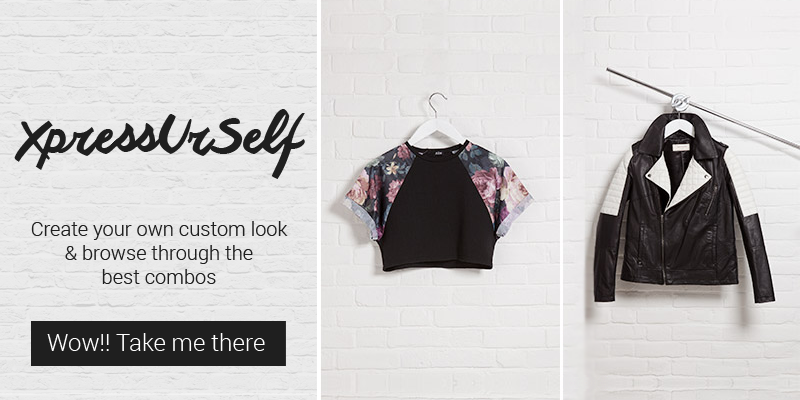 XpressUrSelf
Create your own custom look
& browse through the
best combos
Wow!! Take me there